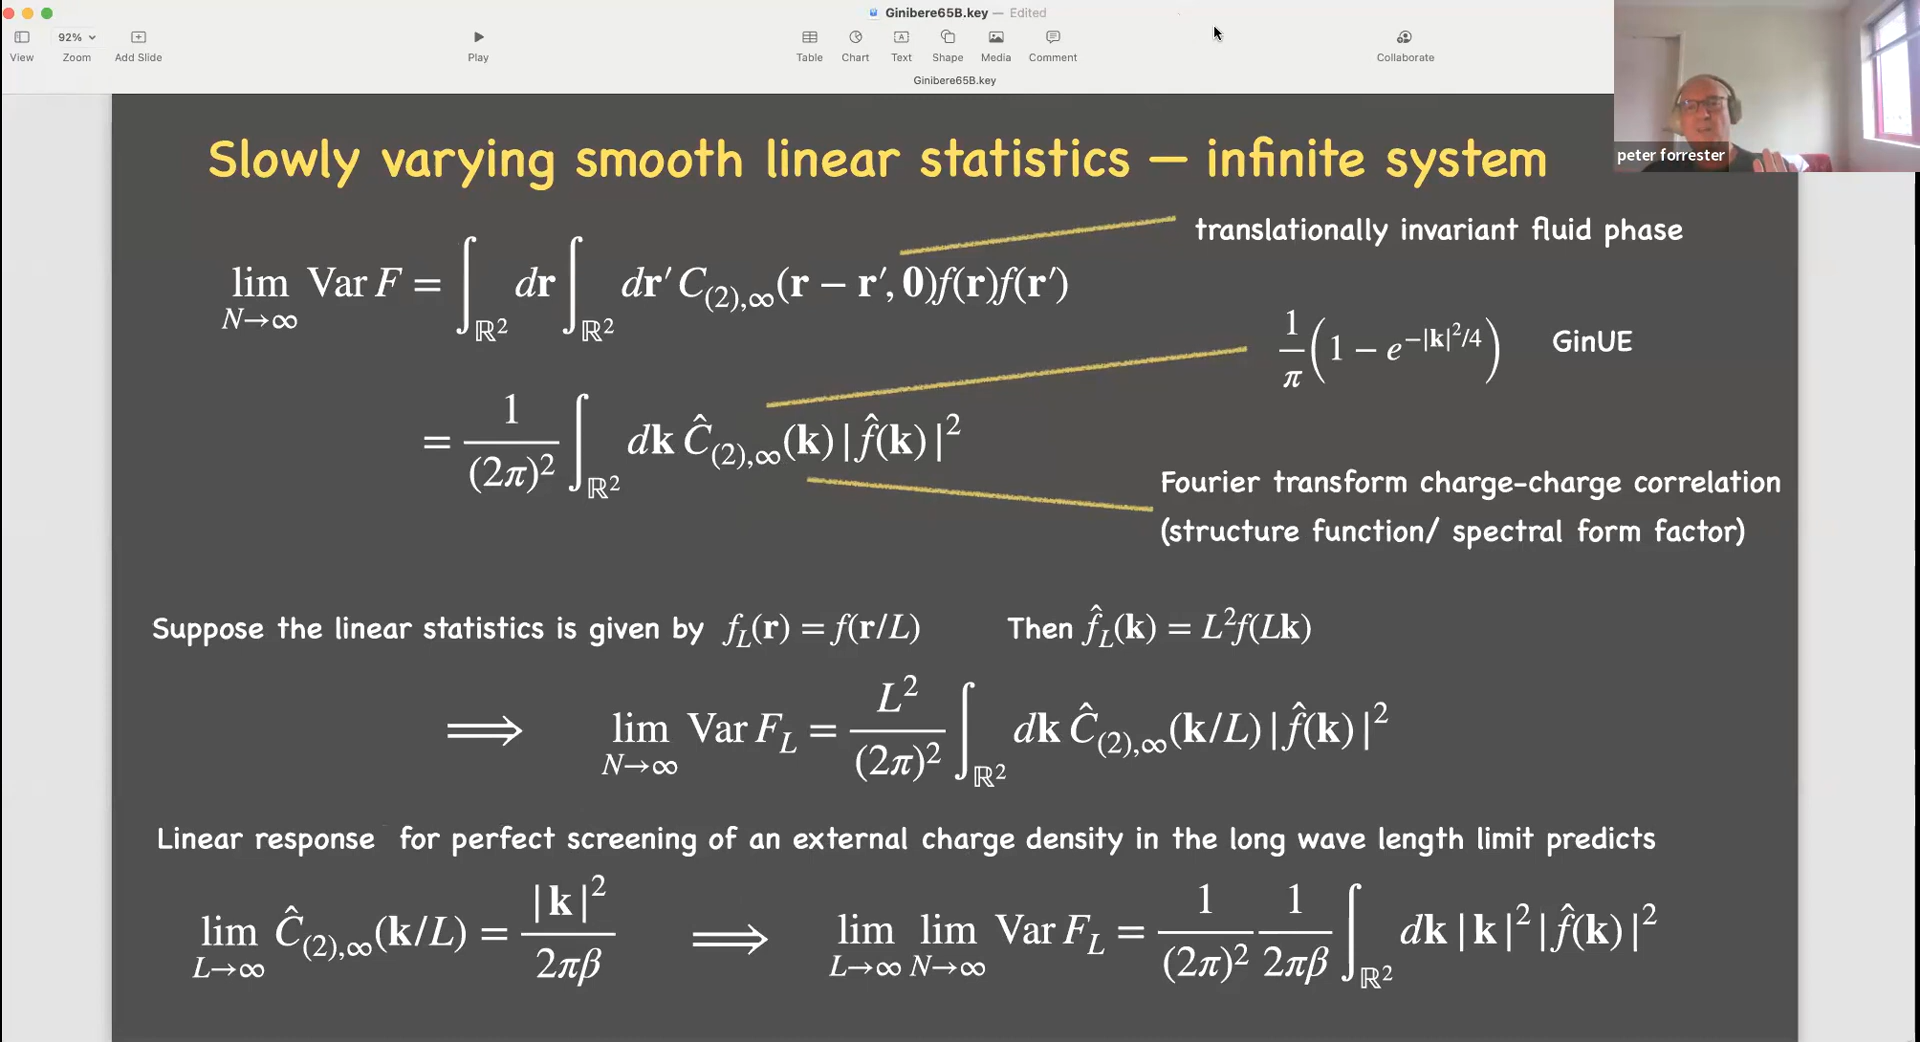 Ginibere65B.key — Edited
92%
View
Zoom
Add Slide
Play
Table
Chart
Text
Shape
Media
Comment
Collaborate
Ginibere65B.key
peter forrester
Slowly varying smooth linear statistics — infinite system
translationally invariant fluid phase
lim_{N→∞} Var F = ∫_{ℝ²} d𝐫 ∫_{ℝ²} d𝐫′ C_{(2),∞}(𝐫 − 𝐫′, 𝟎)f(𝐫)f(𝐫′)
1/π (1 − e^{−|𝐤|²/4}) GinUE
= 1/(2π)² ∫_{ℝ²} d𝐤 Ĉ_{(2),∞}(𝐤)|f̂(𝐤)|²
Fourier transform charge-charge correlation
(structure function/ spectral form factor)
Suppose the linear statistics is given by f_L(𝐫) = f(𝐫/L) Then f̂_L(𝐤) = L²f(L𝐤)
⟹ lim_{N→∞} Var F_L = L²/(2π)² ∫_{ℝ²} d𝐤 Ĉ_{(2),∞}(𝐤/L)|f̂(𝐤)|²
Linear response for perfect screening of an external charge density in the long wave length limit predicts
lim_{L→∞} Ĉ_{(2),∞}(𝐤/L) = |𝐤|²/2πβ ⟹ lim_{L→∞} lim_{N→∞} Var F_L = 1/(2π)² 1/2πβ ∫_{ℝ²} d𝐤 |𝐤|²|f̂(𝐤)|²